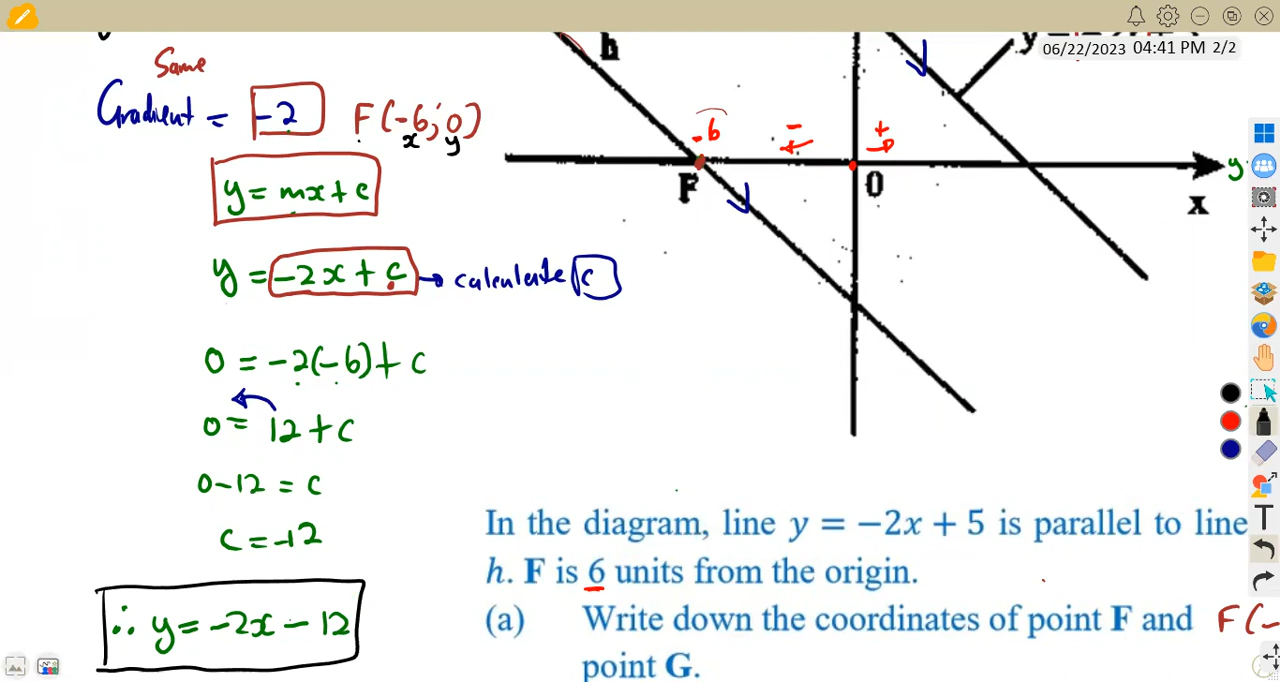 06/22/2023 04:41 PM 2/2
Same
Gradient = -2
F(-6;0)
x y
y = mx + c
y = -2x + c → calculate c
0 = -2(-6) + c
0 = 12 + c
0 - 12 = c
c = -12
∴ y = -2x - 12
h
y
-6
-
+
F
0
x
y
In the diagram, line y = −2x + 5 is parallel to line
h. F is 6 units from the origin.
(a) Write down the coordinates of point F and F(-
point G.
T